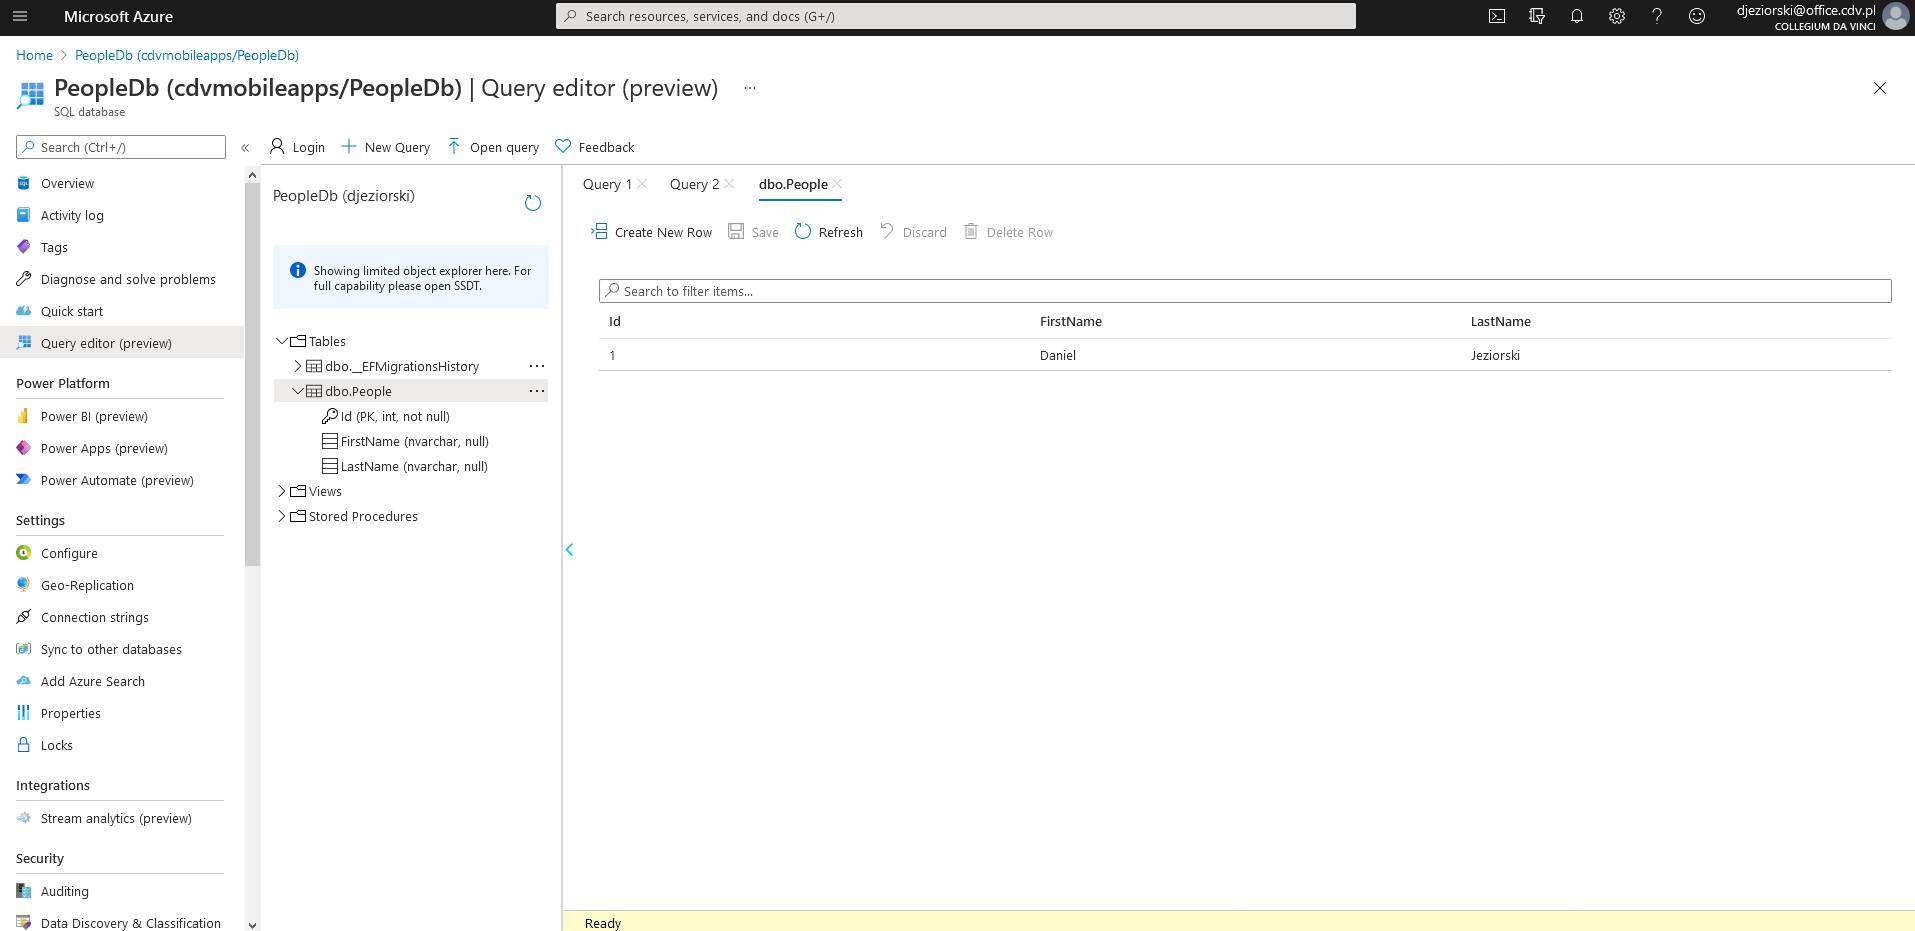 Microsoft Azure
Search resources, services, and docs (G+/)
djeziorski@office.cdv.pl
COLLEGIUM DA VINCI
Home > PeopleDb (cdvmobileapps/PeopleDb)
PeopleDb (cdvmobileapps/PeopleDb) | Query editor (preview) ...
SQL database
Search (Ctrl+/)
«
Login
New Query
Open query
Feedback
Overview
Activity log
Tags
Diagnose and solve problems
Quick start
Query editor (preview)
Power Platform
Power BI (preview)
Power Apps (preview)
Power Automate (preview)
Settings
Configure
Geo-Replication
Connection strings
Sync to other databases
Add Azure Search
Properties
Locks
Integrations
Stream analytics (preview)
Security
Auditing
Data Discovery & Classification
PeopleDb (djeziorski)
Showing limited object explorer here. For
full capability please open SSDT.
Tables
dbo.__EFMigrationsHistory ...
dbo.People ...
Id (PK, int, not null)
FirstName (nvarchar, null)
LastName (nvarchar, null)
Views
Stored Procedures
Query 1
Query 2
dbo.People
Create New Row
Save
Refresh
Discard
Delete Row
Search to filter items...
Id FirstName LastName
1 Daniel Jeziorski
Ready